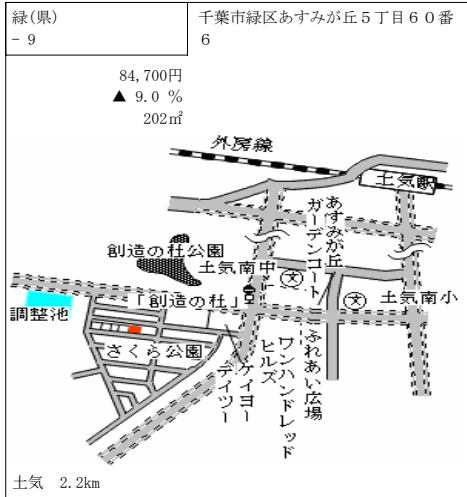 緑(県)
- 9
千葉市緑区あすみが丘５丁目６０番
６
84,700円
▲ 9.0 %
202㎡
外房線
土気駅
あすみが丘
ガーデンコート
創造の杜公園
土気南中
文
文
土気南小
「創造の杜」
調整池
さくら公園
ふれあい広場
ワンハンドレッド
ヒルズ
ケイヨー
デイツー
土気 2.2km